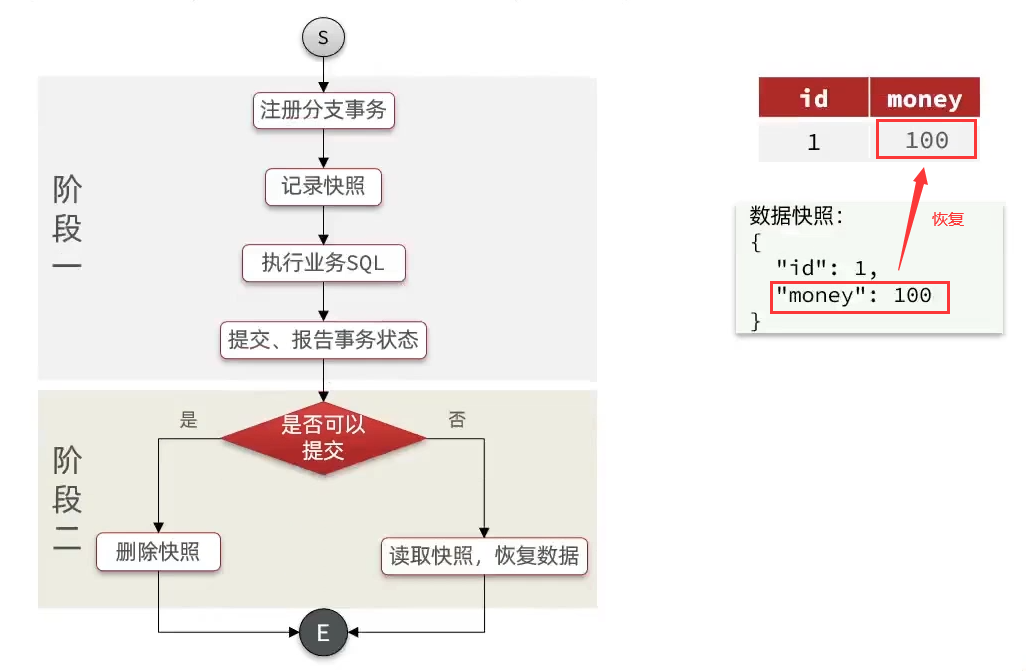 S
阶
段
一
注册分支事务
记录快照
执行业务SQL
提交、报告事务状态
阶
段
二
是
是否可以
提交
否
删除快照
读取快照，恢复数据
E
id money
1 100
数据快照：
恢复
{
"id": 1,
"money": 100
}